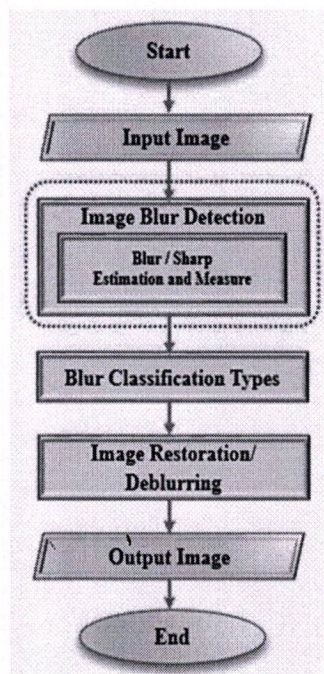 Start
Input Image
Image Blur Detection
Blur / Sharp
Estimation and Measure
Blur Classification Types
Image Restoration/
Deblurring
Output Image
End